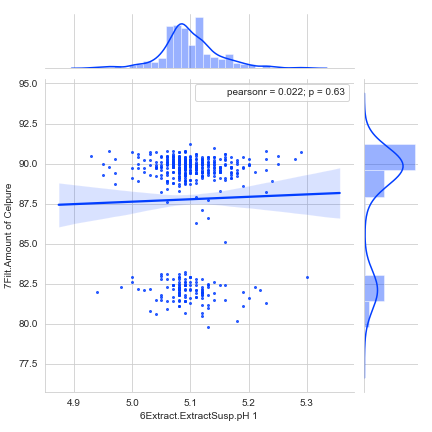 pearsonr = 0.022; p = 0.63
95.0
92.5
90.0
87.5
85.0
82.5
80.0
77.5
7Filt.Amount of Celpure
4.9 5.0 5.1 5.2 5.3
6Extract.ExtractSusp.pH 1